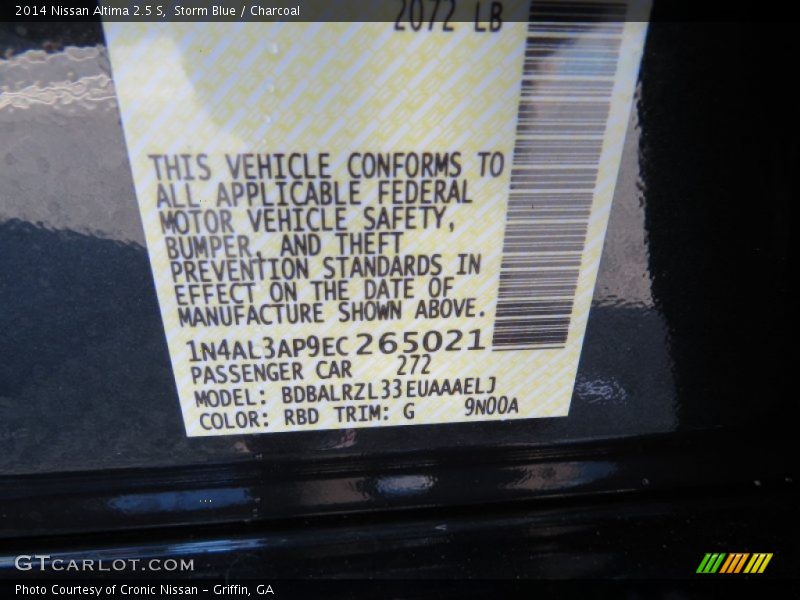 2014 Nissan Altima 2.5 S, Storm Blue / Charcoal
2072 LB
THIS VEHICLE CONFORMS TO
ALL APPLICABLE FEDERAL
MOTOR VEHICLE SAFETY,
BUMPER, AND THEFT
PREVENTION STANDARDS IN
EFFECT ON THE DATE OF
MANUFACTURE SHOWN ABOVE.
1N4AL3AP9EC265021
PASSENGER CAR 272
MODEL: BDBALRZL33EUAAAELJ
COLOR: RBD TRIM: G 9N00A
GTCARLOT.COM
Photo Courtesy of Cronic Nissan - Griffin, GA